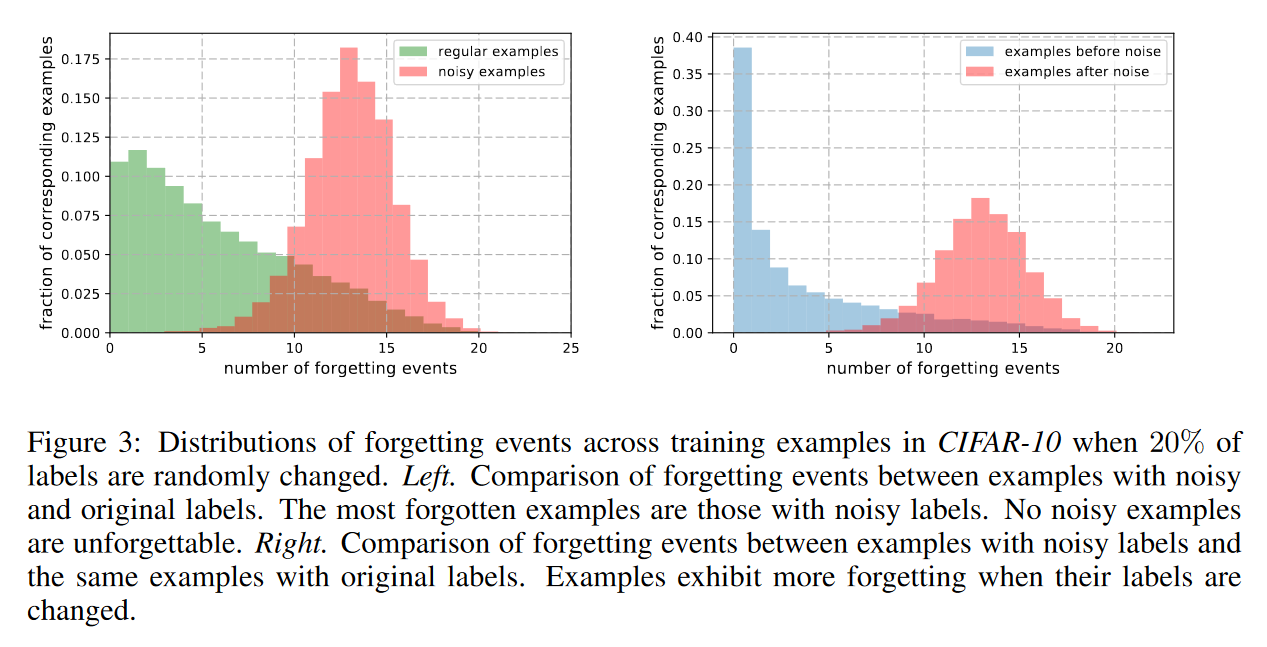 fraction of corresponding examples
0.175
0.150
0.125
0.100
0.075
0.050
0.025
0.000
0 5 10 15 20 25
number of forgetting events
regular examples
noisy examples
fraction of corresponding examples
0.40
0.35
0.30
0.25
0.20
0.15
0.10
0.05
0.00
0 5 10 15 20
number of forgetting events
examples before noise
examples after noise
Figure 3: Distributions of forgetting events across training examples in CIFAR-10 when 20% of
labels are randomly changed. Left. Comparison of forgetting events between examples with noisy
and original labels. The most forgotten examples are those with noisy labels. No noisy examples
are unforgettable. Right. Comparison of forgetting events between examples with noisy labels and
the same examples with original labels. Examples exhibit more forgetting when their labels are
changed.